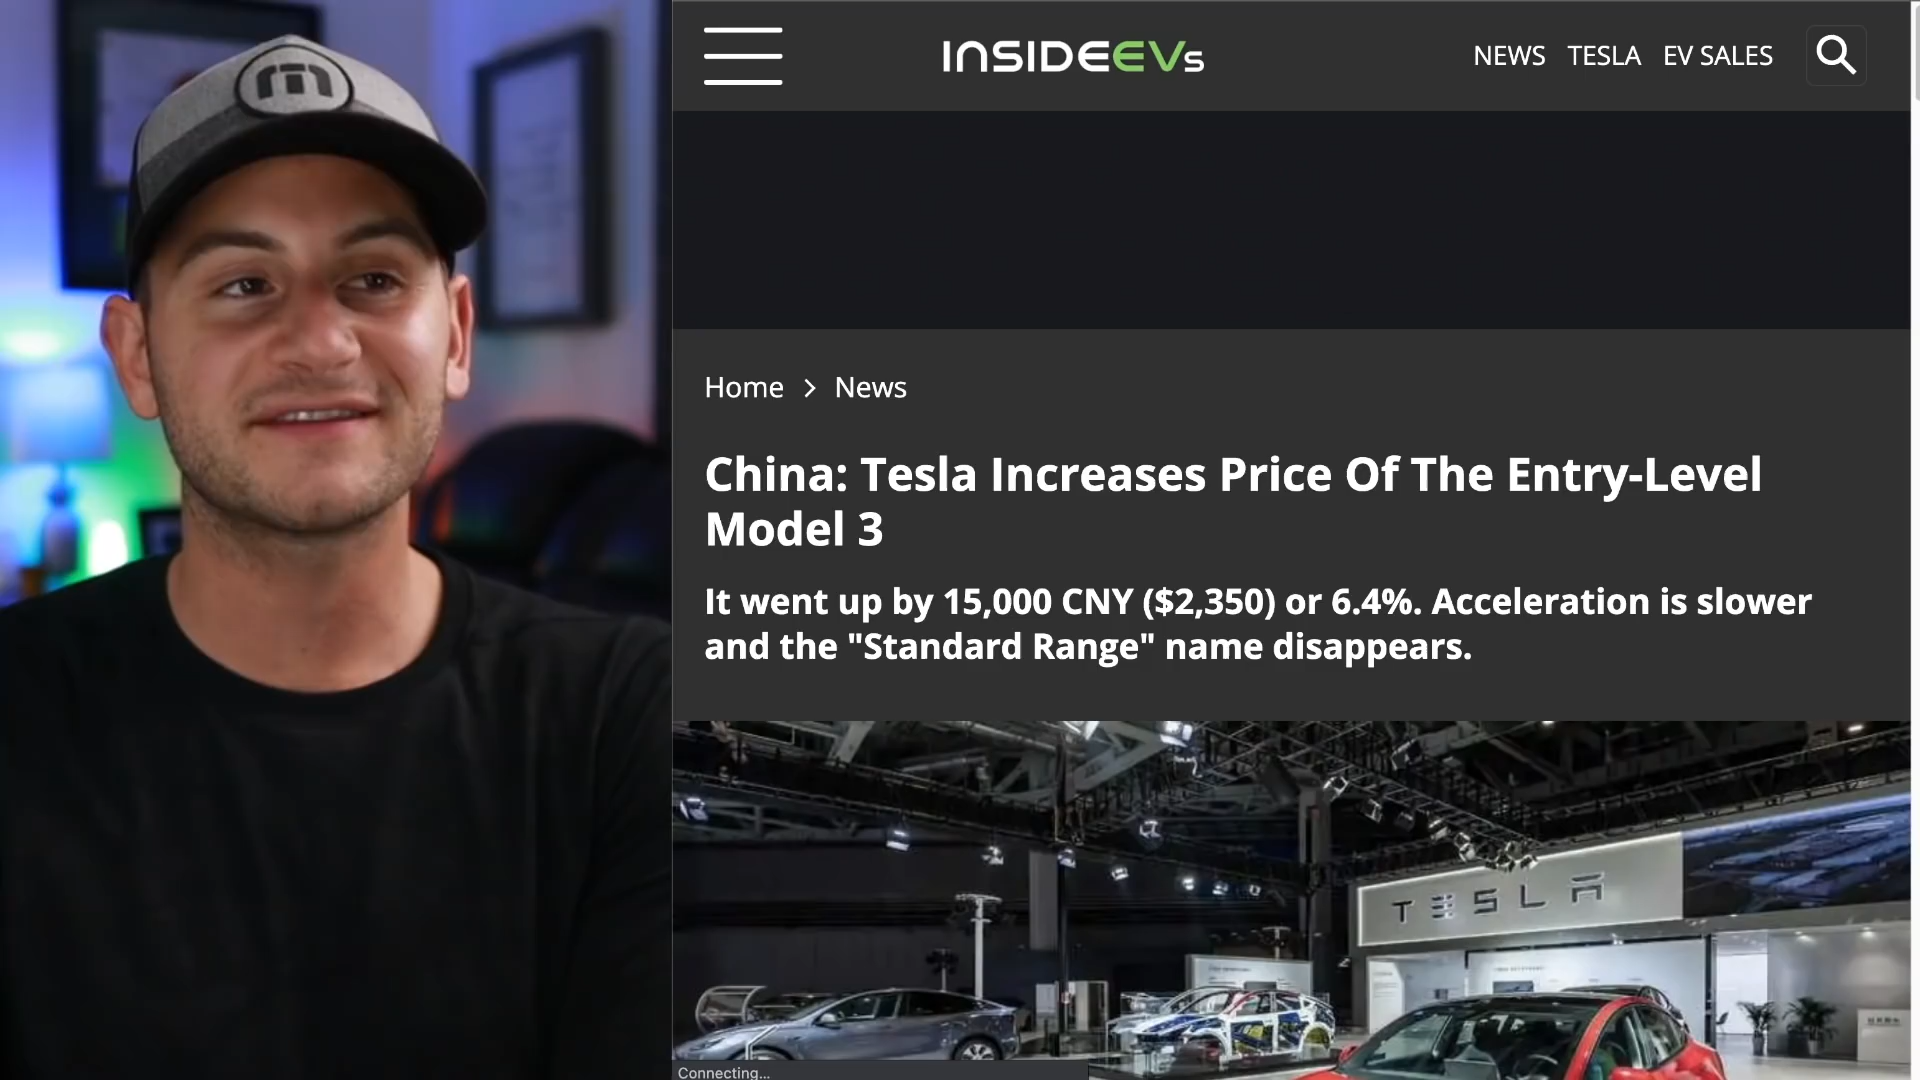 INSIDEEVs
NEWS TESLA EV SALES
Home > News
China: Tesla Increases Price Of The Entry-Level
Model 3
It went up by 15,000 CNY ($2,350) or 6.4%. Acceleration is slower
and the "Standard Range" name disappears.
TESLA
Connecting...